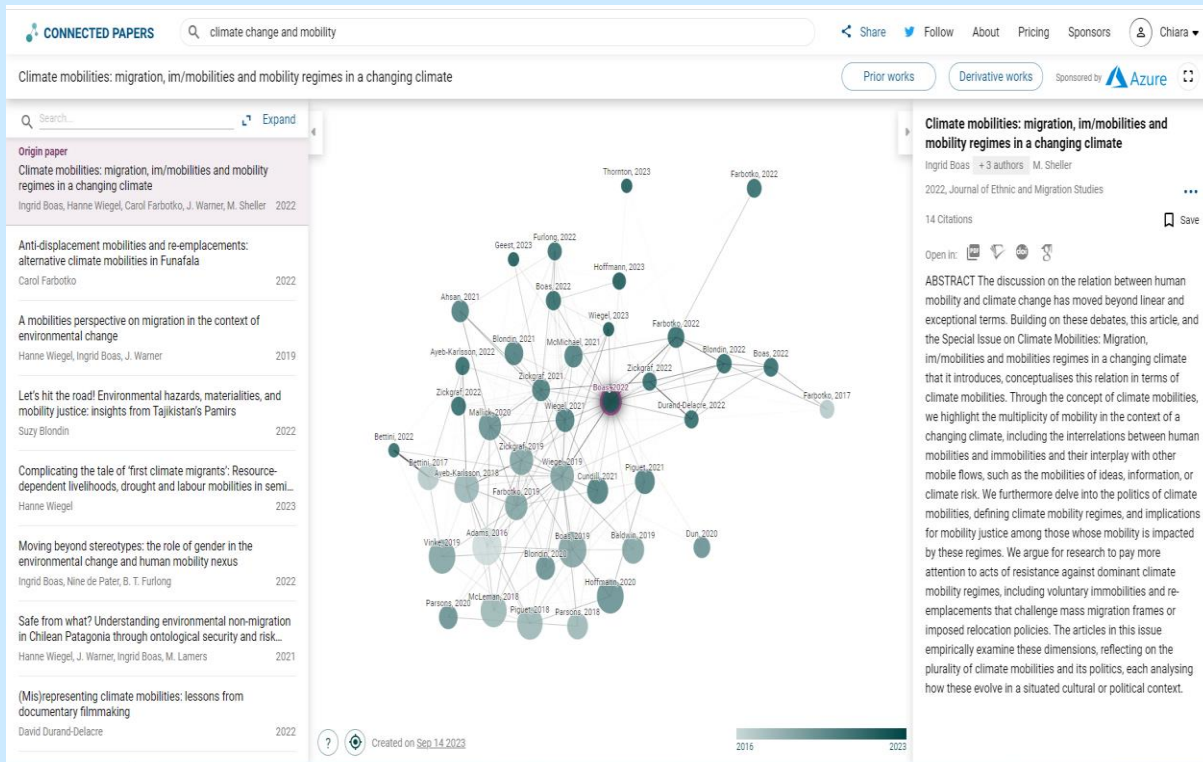 CONNECTED PAPERS
climate change and mobility
Share
Follow
About
Pricing
Sponsors
Chiara
Climate mobilities: migration, im/mobilities and mobility regimes in a changing climate
Prior works
Derivative works
Sponsored by
Azure
Search...
Expand
Origin paper
Climate mobilities: migration, im/mobilities and mobility
regimes in a changing climate
Ingrid Boas, Hanne Wiegel, Carol Farbotko, J. Warner, M. Sheller 2022
Anti-displacement mobilities and re-emplacements:
alternative climate mobilities in Funafala
Carol Farbotko 2022
A mobilities perspective on migration in the context of
environmental change
Hanne Wiegel, Ingrid Boas, J. Warner 2019
Let's hit the road! Environmental hazards, materialities, and
mobility justice: insights from Tajikistan's Pamirs
Suzy Blondin 2022
Complicating the tale of 'first climate migrants': Resource-
dependent livelihoods, drought and labour mobilities in semi...
Hanne Wiegel 2023
Moving beyond stereotypes: the role of gender in the
environmental change and human mobility nexus
Ingrid Boas, Nine de Pater, B. T. Furlong 2022
Safe from what? Understanding environmental non-migration
in Chilean Patagonia through ontological security and risk...
Hanne Wiegel, J. Warner, Ingrid Boas, M. Lamers 2021
(Mis)representing climate mobilities: lessons from
documentary filmmaking
David Durand-Delacre 2022
Thornton, 2023
Farbotko, 2022
Furlong, 2022
Geest, 2023
Hoffmann, 2023
Boas, 2022
Ahsan, 2021
Wiegel, 2023
Farbotko, 2022
Blondin, 2021
McMichael, 2021
Ayeb-Karlsson, 2022
Blondin, 2022
Boas, 2022
Zickgraf, 2022
Zickgraf, 2021
Boas, 2022
Zickgraf, 2022
Farbotko, 2017
Durand-Delacre, 2022
Mallick, 2020
Wiegel, 2021
Zickgraf, 2019
Bettini, 2022
Bettini, 2017
Ayeb-Karlsson, 2018
Wiegel, 2019
Cundill, 2021
Piguet, 2021
Farbotko, 2019
Vinke, 2019
Adams, 2016
Boas, 2019
Baldwin, 2019
Dun, 2020
Blondin,
Hoffmann, 2020
Parsons, 2020
McLeman, 2018
Piguet, 2018
Parsons, 2018
?
Created on Sep 14 2023
2016
2023
Climate mobilities: migration, im/mobilities and
mobility regimes in a changing climate
Ingrid Boas + 3 authors M. Sheller
2022, Journal of Ethnic and Migration Studies
...
14 Citations
Save
Open in:
PDF
doi
ABSTRACT The discussion on the relation between human
mobility and climate change has moved beyond linear and
exceptional terms. Building on these debates, this article, and
the Special Issue on Climate Mobilities: Migration,
im/mobilities and mobilities regimes in a changing climate
that it introduces, conceptualises this relation in terms of
climate mobilities. Through the concept of climate mobilities,
we highlight the multiplicity of mobility in the context of a
changing climate, including the interrelations between human
mobilities and immobilities and their interplay with other
mobile flows, such as the mobilities of ideas, information, or
climate risk. We furthermore delve into the politics of climate
mobilities, defining climate mobility regimes, and implications
for mobility justice among those whose mobility is impacted
by these regimes. We argue for research to pay more
attention to acts of resistance against dominant climate
mobility regimes, including voluntary immobilities and re-
emplacements that challenge mass migration frames or
imposed relocation policies. The articles in this issue
empirically examine these dimensions, reflecting on the
plurality of climate mobilities and its politics, each analysing
how these evolve in a situated cultural or political context.